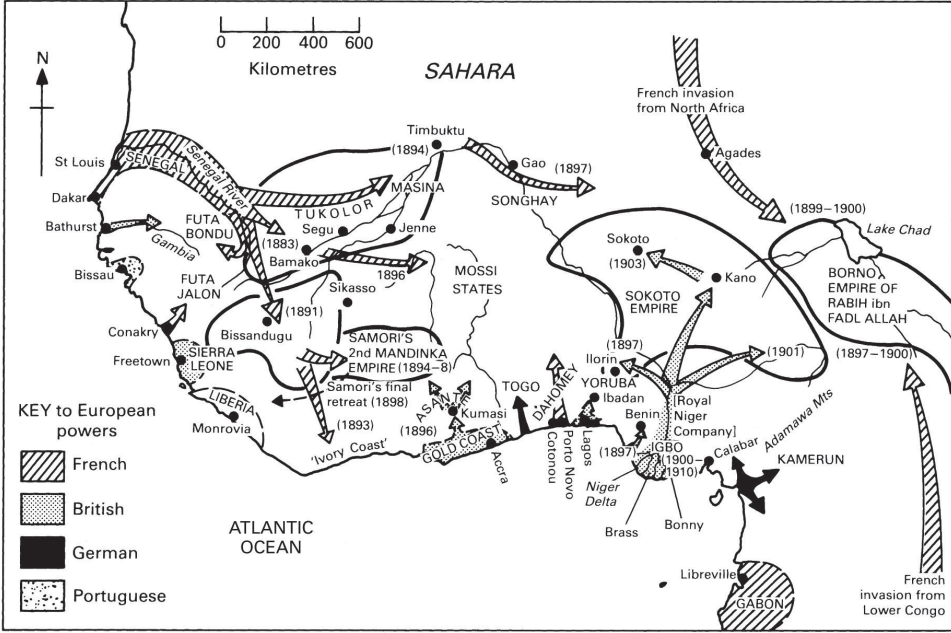 0 200 400 600
Kilometres
N
SAHARA
French invasion
from North Africa
Agades
Timbuktu
(1894)
Gao
(1897)
SONGHAY
St Louis
SENEGAL
Senegal River
Dakar
MASINA
TUKOLOR
Bathurst
Gambia
FUTA
BONDU
Segu
Jenne
(1883)
Bamako
1896
(1899–1900)
Lake Chad
Sokoto
(1903)
Kano
Bissau
FUTA
JALON
Sikasso
MOSSI
STATES
SOKOTO
EMPIRE
BORNO
EMPIRE OF
RABIH ibn
FADL ALLAH
(1891)
Bissandugu
Conakry
SAMORI'S
2nd MANDINKA
EMPIRE (1894–8)
(1897)
(1901)
(1897–1900)
Freetown
SIERRA
LEONE
Samori's final
retreat (1898)
Ilorin
YORUBA
Ibadan
TOGO
DAHOMEY
LIBERIA
Monrovia
(1893)
ASANTE
Kumasi
(1896)
[Royal
Niger
Company]
Benin
'Ivory Coast'
GOLD COAST
Accra
Cotonou
Porto Novo
Lagos
(1897)
IGBO
(1900–
1910)
Calabar
Adamawa Mts
KAMERUN
Niger
Delta
Brass
Bonny
ATLANTIC
OCEAN
Libreville
GABON
French
invasion from
Lower Congo
KEY to European
powers
French
British
German
Portuguese